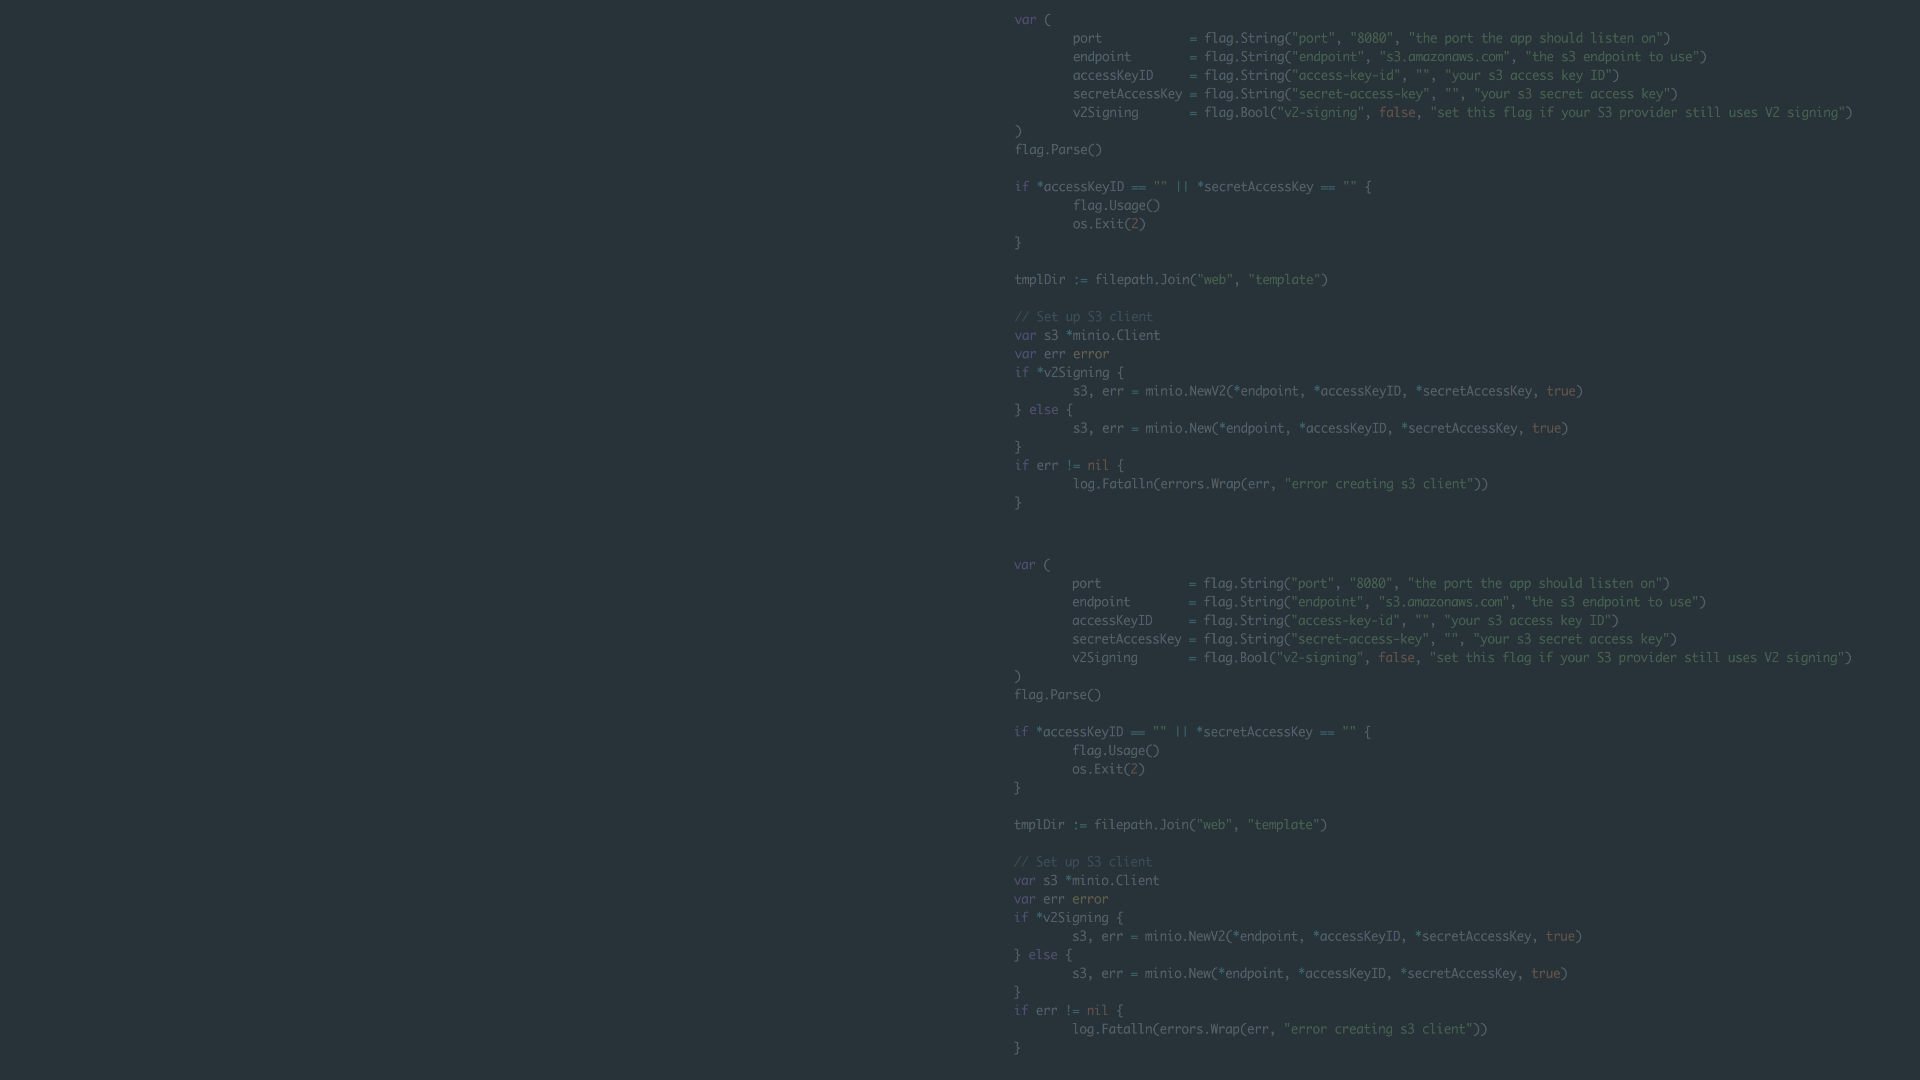 var (
        port            = flag.String("port", "8080", "the port the app should listen on")
        endpoint        = flag.String("endpoint", "s3.amazonaws.com", "the s3 endpoint to use")
        accessKeyID     = flag.String("access-key-id", "", "your s3 access key ID")
        secretAccessKey = flag.String("secret-access-key", "", "your s3 secret access key")
        v2Signing       = flag.Bool("v2-signing", false, "set this flag if your S3 provider still uses V2 signing")
)
flag.Parse()

if *accessKeyID == "" || *secretAccessKey == "" {
        flag.Usage()
        os.Exit(2)
}

tmplDir := filepath.Join("web", "template")

// Set up S3 client
var s3 *minio.Client
var err error
if *v2Signing {
        s3, err = minio.NewV2(*endpoint, *accessKeyID, *secretAccessKey, true)
} else {
        s3, err = minio.New(*endpoint, *accessKeyID, *secretAccessKey, true)
}
if err != nil {
        log.Fatalln(errors.Wrap(err, "error creating s3 client"))
}

var (
        port            = flag.String("port", "8080", "the port the app should listen on")
        endpoint        = flag.String("endpoint", "s3.amazonaws.com", "the s3 endpoint to use")
        accessKeyID     = flag.String("access-key-id", "", "your s3 access key ID")
        secretAccessKey = flag.String("secret-access-key", "", "your s3 secret access key")
        v2Signing       = flag.Bool("v2-signing", false, "set this flag if your S3 provider still uses V2 signing")
)
flag.Parse()

if *accessKeyID == "" || *secretAccessKey == "" {
        flag.Usage()
        os.Exit(2)
}

tmplDir := filepath.Join("web", "template")

// Set up S3 client
var s3 *minio.Client
var err error
if *v2Signing {
        s3, err = minio.NewV2(*endpoint, *accessKeyID, *secretAccessKey, true)
} else {
        s3, err = minio.New(*endpoint, *accessKeyID, *secretAccessKey, true)
}
if err != nil {
        log.Fatalln(errors.Wrap(err, "error creating s3 client"))
}